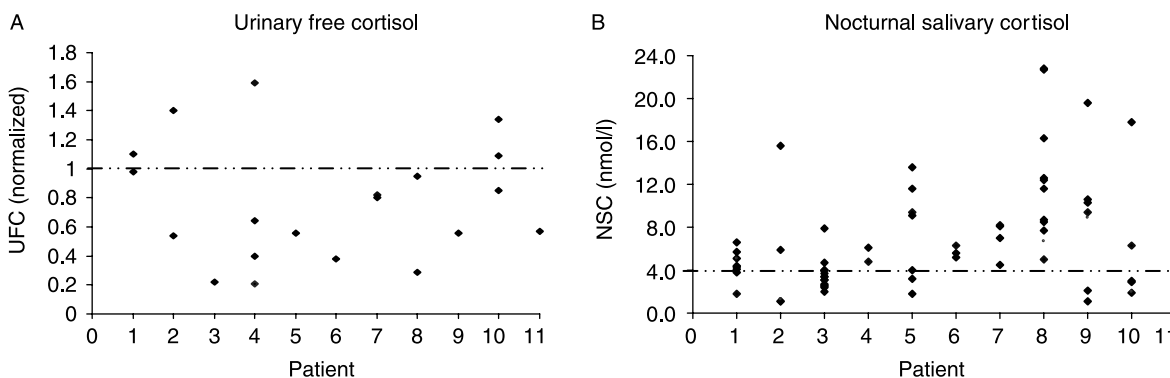 A
Urinary free cortisol
1.8
1.6
1.4
1.2
1
0.8
0.6
0.4
0.2
0
UFC (normalized)
0 1 2 3 4 5 6 7 8 9 10 11
Patient
B
Nocturnal salivary cortisol
24.0
20.0
16.0
12.0
8.0
4.0
0.0
NSC (nmol/l)
0 1 2 3 4 5 6 7 8 9 10 11
Patient